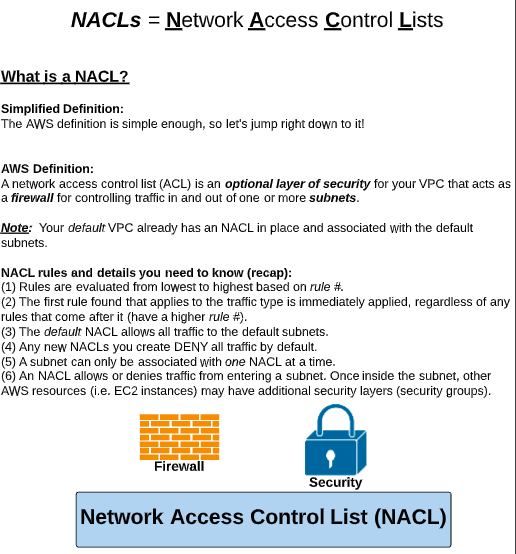 NACLs = Network Access Control Lists
What is a NACL?
Simplified Definition:
The AWS definition is simple enough, so let's jump right down to it!
AWS Definition:
A network access control list (ACL) is an optional layer of security for your VPC that acts as
a firewall for controlling traffic in and out of one or more subnets.
Note: Your default VPC already has an NACL in place and associated with the default
subnets.
NACL rules and details you need to know (recap):
(1) Rules are evaluated from lowest to highest based on rule #.
(2) The first rule found that applies to the traffic type is immediately applied, regardless of any
rules that come after it (have a higher rule #).
(3) The default NACL allows all traffic to the default subnets.
(4) Any new NACLs you create DENY all traffic by default.
(5) A subnet can only be associated with one NACL at a time.
(6) An NACL allows or denies traffic from entering a subnet. Once inside the subnet, other
AWS resources (i.e. EC2 instances) may have additional security layers (security groups).
Firewall
Security
Network Access Control List (NACL)